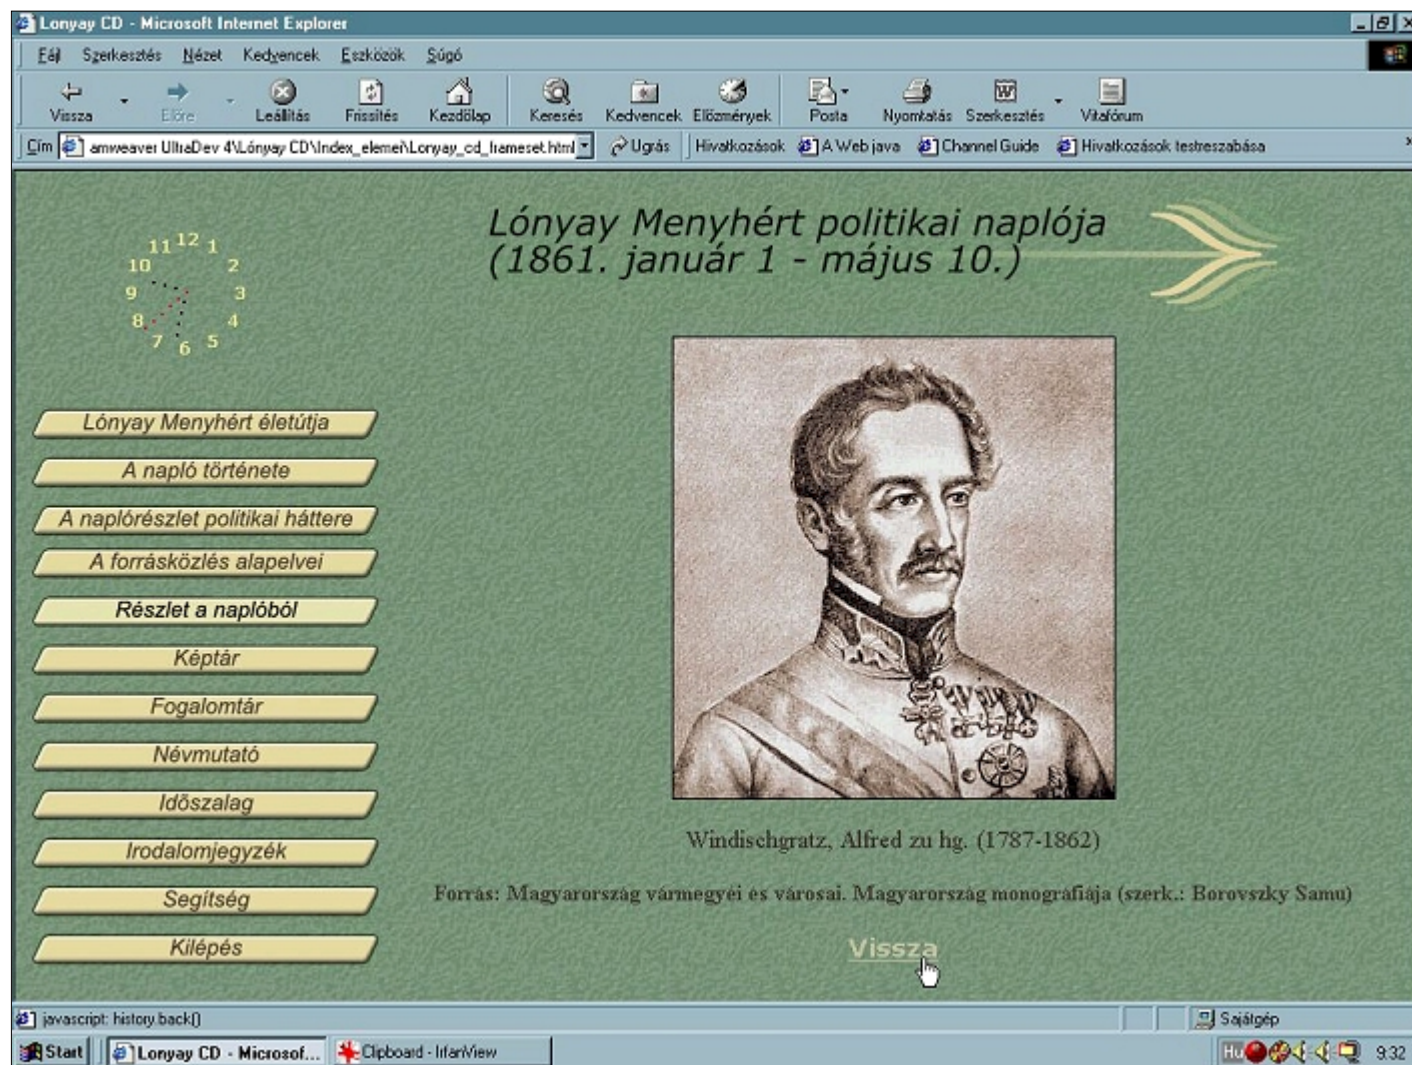 Lonyay CD - Microsoft Internet Explorer
Fájl Szerkesztés Nézet Kedvencek Eszközök Súgó
Vissza Előre Leállítás Frissítés Kezdőlap Keresés Kedvencek Előzmények Posta Nyomtatás Szerkesztés Vitafórum
Cím amweaver UltraDev 4\Lónyay CD\Index_elemei\Lonyay_cd_frameset.html Ugrás Hivatkozások A Web java Channel Guide Hivatkozások testreszabása
Lónyay Menyhért politikai naplója
(1861. január 1 - május 10.)
12
11 1
10 2
9 3
8 4
7 6 5
Lónyay Menyhért életútja
A napló története
A naplórészlet politikai háttere
A forrásközlés alapelvei
Részlet a naplóból
Képtár
Fogalomtár
Névmutató
Időszalag
Irodalomjegyzék
Segítség
Kilépés
Windischgratz, Alfred zu hg. (1787-1862)
Forrás: Magyarország vármegyéi és városai. Magyarország monográfiája (szerk.: Borovszky Samu)
Vissza
javascript: history.back() Sajátgép
Start Lonyay CD - Microsof... Clipboard - IrfanView Hu 9:32